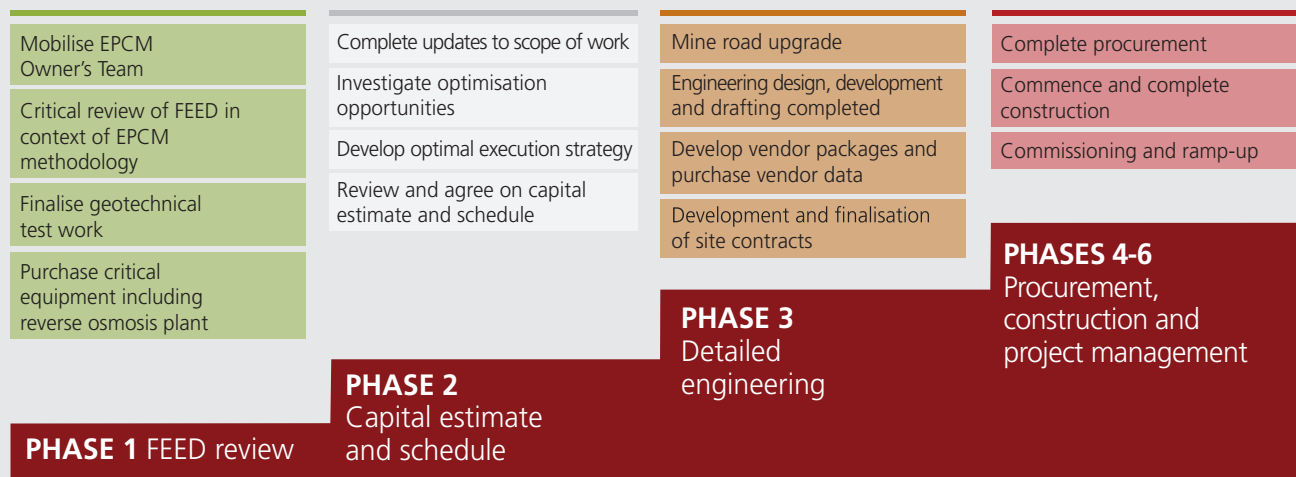 Mobilise EPCM
Owner's Team
Critical review of FEED in
context of EPCM
methodology
Finalise geotechnical
test work
Purchase critical
equipment including
reverse osmosis plant
PHASE 1 FEED review
Complete updates to scope of work
Investigate optimisation
opportunities
Develop optimal execution strategy
Review and agree on capital
estimate and schedule
PHASE 2
Capital estimate
and schedule
Mine road upgrade
Engineering design, development
and drafting completed
Develop vendor packages and
purchase vendor data
Development and finalisation
of site contracts
PHASE 3
Detailed
engineering
Complete procurement
Commence and complete
construction
Commissioning and ramp-up
PHASES 4-6
Procurement,
construction and
project management